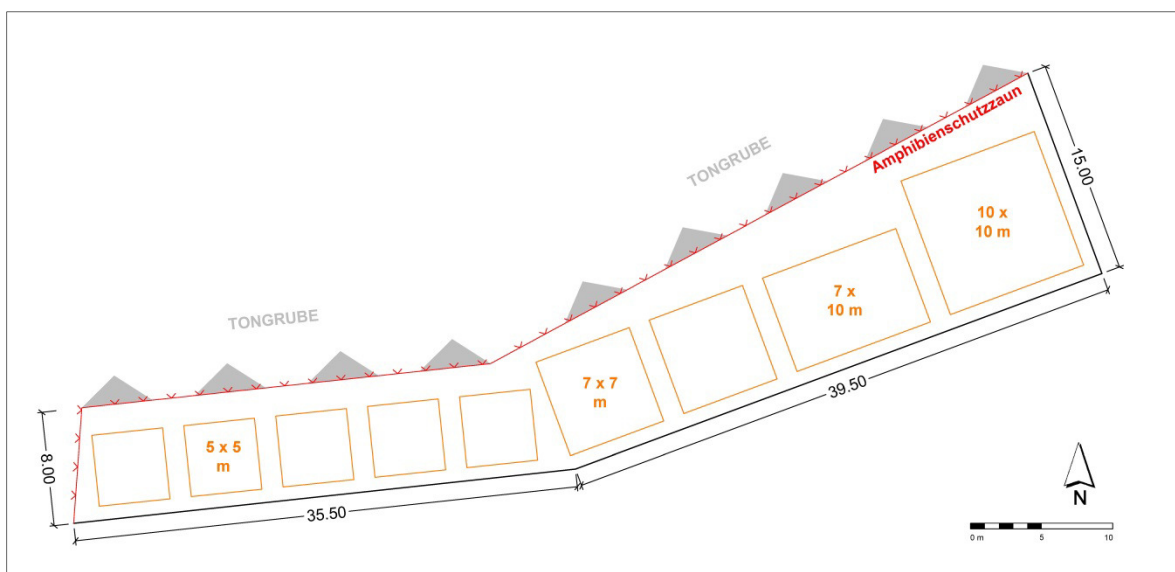 TONGRUBE
TONGRUBE
Amphibienschutzzaun
15.00
10 x
10 m
7 x
10 m
7 x 7
m
5 x 5
m
8.00
35.50
39.50
N
0 m
5
10